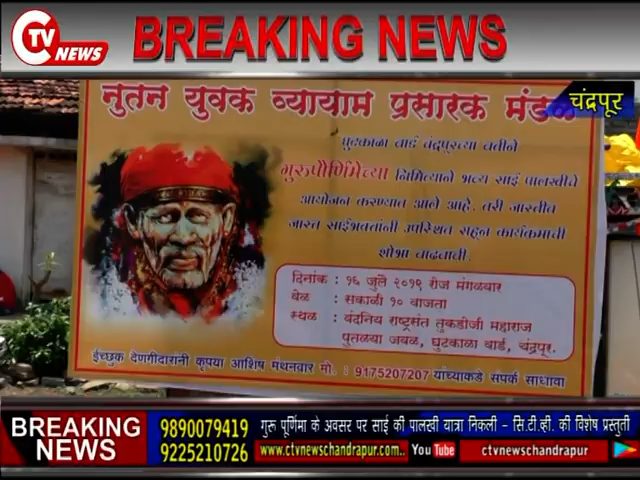 CTV NEWS
BREAKING NEWS
चंद्रपूर
नुतन युवक व्यायाम प्रसारक मंडळ
घुटकाळा वार्ड चंद्रपूरच्या वतीने
गुरुपौर्णिमेच्या निमित्याने भव्य साई पालखीचे
आयोजन करण्यात आले आहे. तरी जास्तीत
जास्त साईभक्तांनी उपस्थित राहून कार्यक्रमाची
शोभा वाढवावी.
दिनांक : १६ जुलै २०१९ रोज मंगळवार
वेळ : सकाळी १० वाजता
स्थळ : वंदनिय राष्ट्रसंत तुकडोजी महाराज
पुतळ्या जवळ, घुटकाळा वार्ड, चंद्रपूर.
ईच्छुक देणगीदारांनी कृपया आशिष मंथनवार मो. : 9175207207 यांच्याकडे संपर्क साधावा
BREAKING NEWS
9890079419
9225210726
गुरु पूर्णिमा के अवसर पर साई की पालखी यात्रा निकली - सि.टी.व्ही. की विशेष प्रस्तुती
www.ctvnewschandrapur.com
YouTube
ctvnewschandrapur